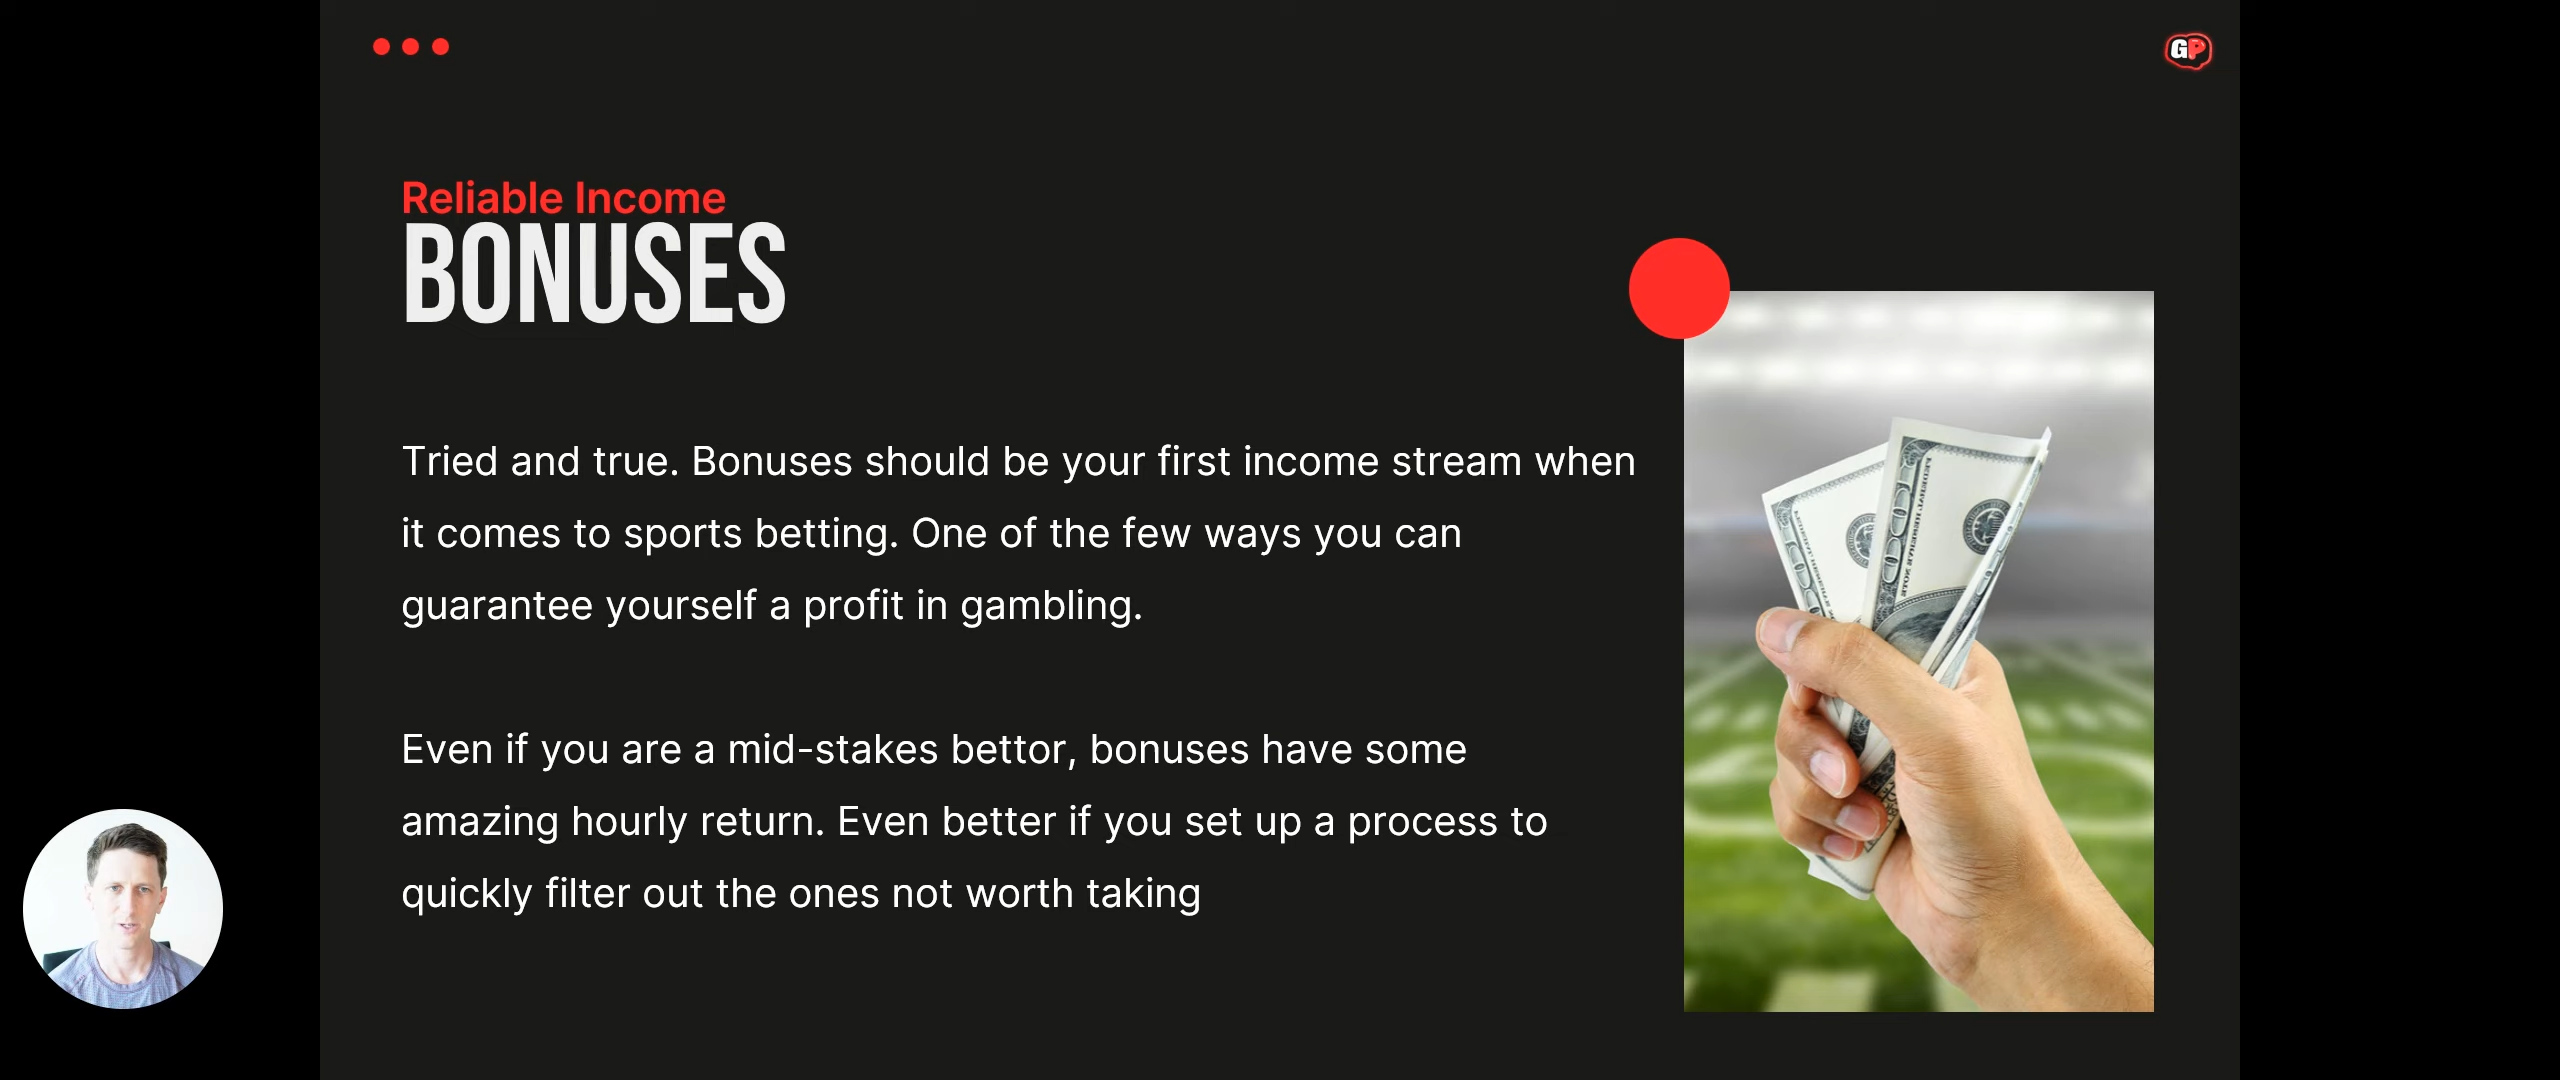 GP
Reliable Income
BONUSES
Tried and true. Bonuses should be your first income stream when
it comes to sports betting. One of the few ways you can
guarantee yourself a profit in gambling.
Even if you are a mid-stakes bettor, bonuses have some
amazing hourly return. Even better if you set up a process to
quickly filter out the ones not worth taking
100
100